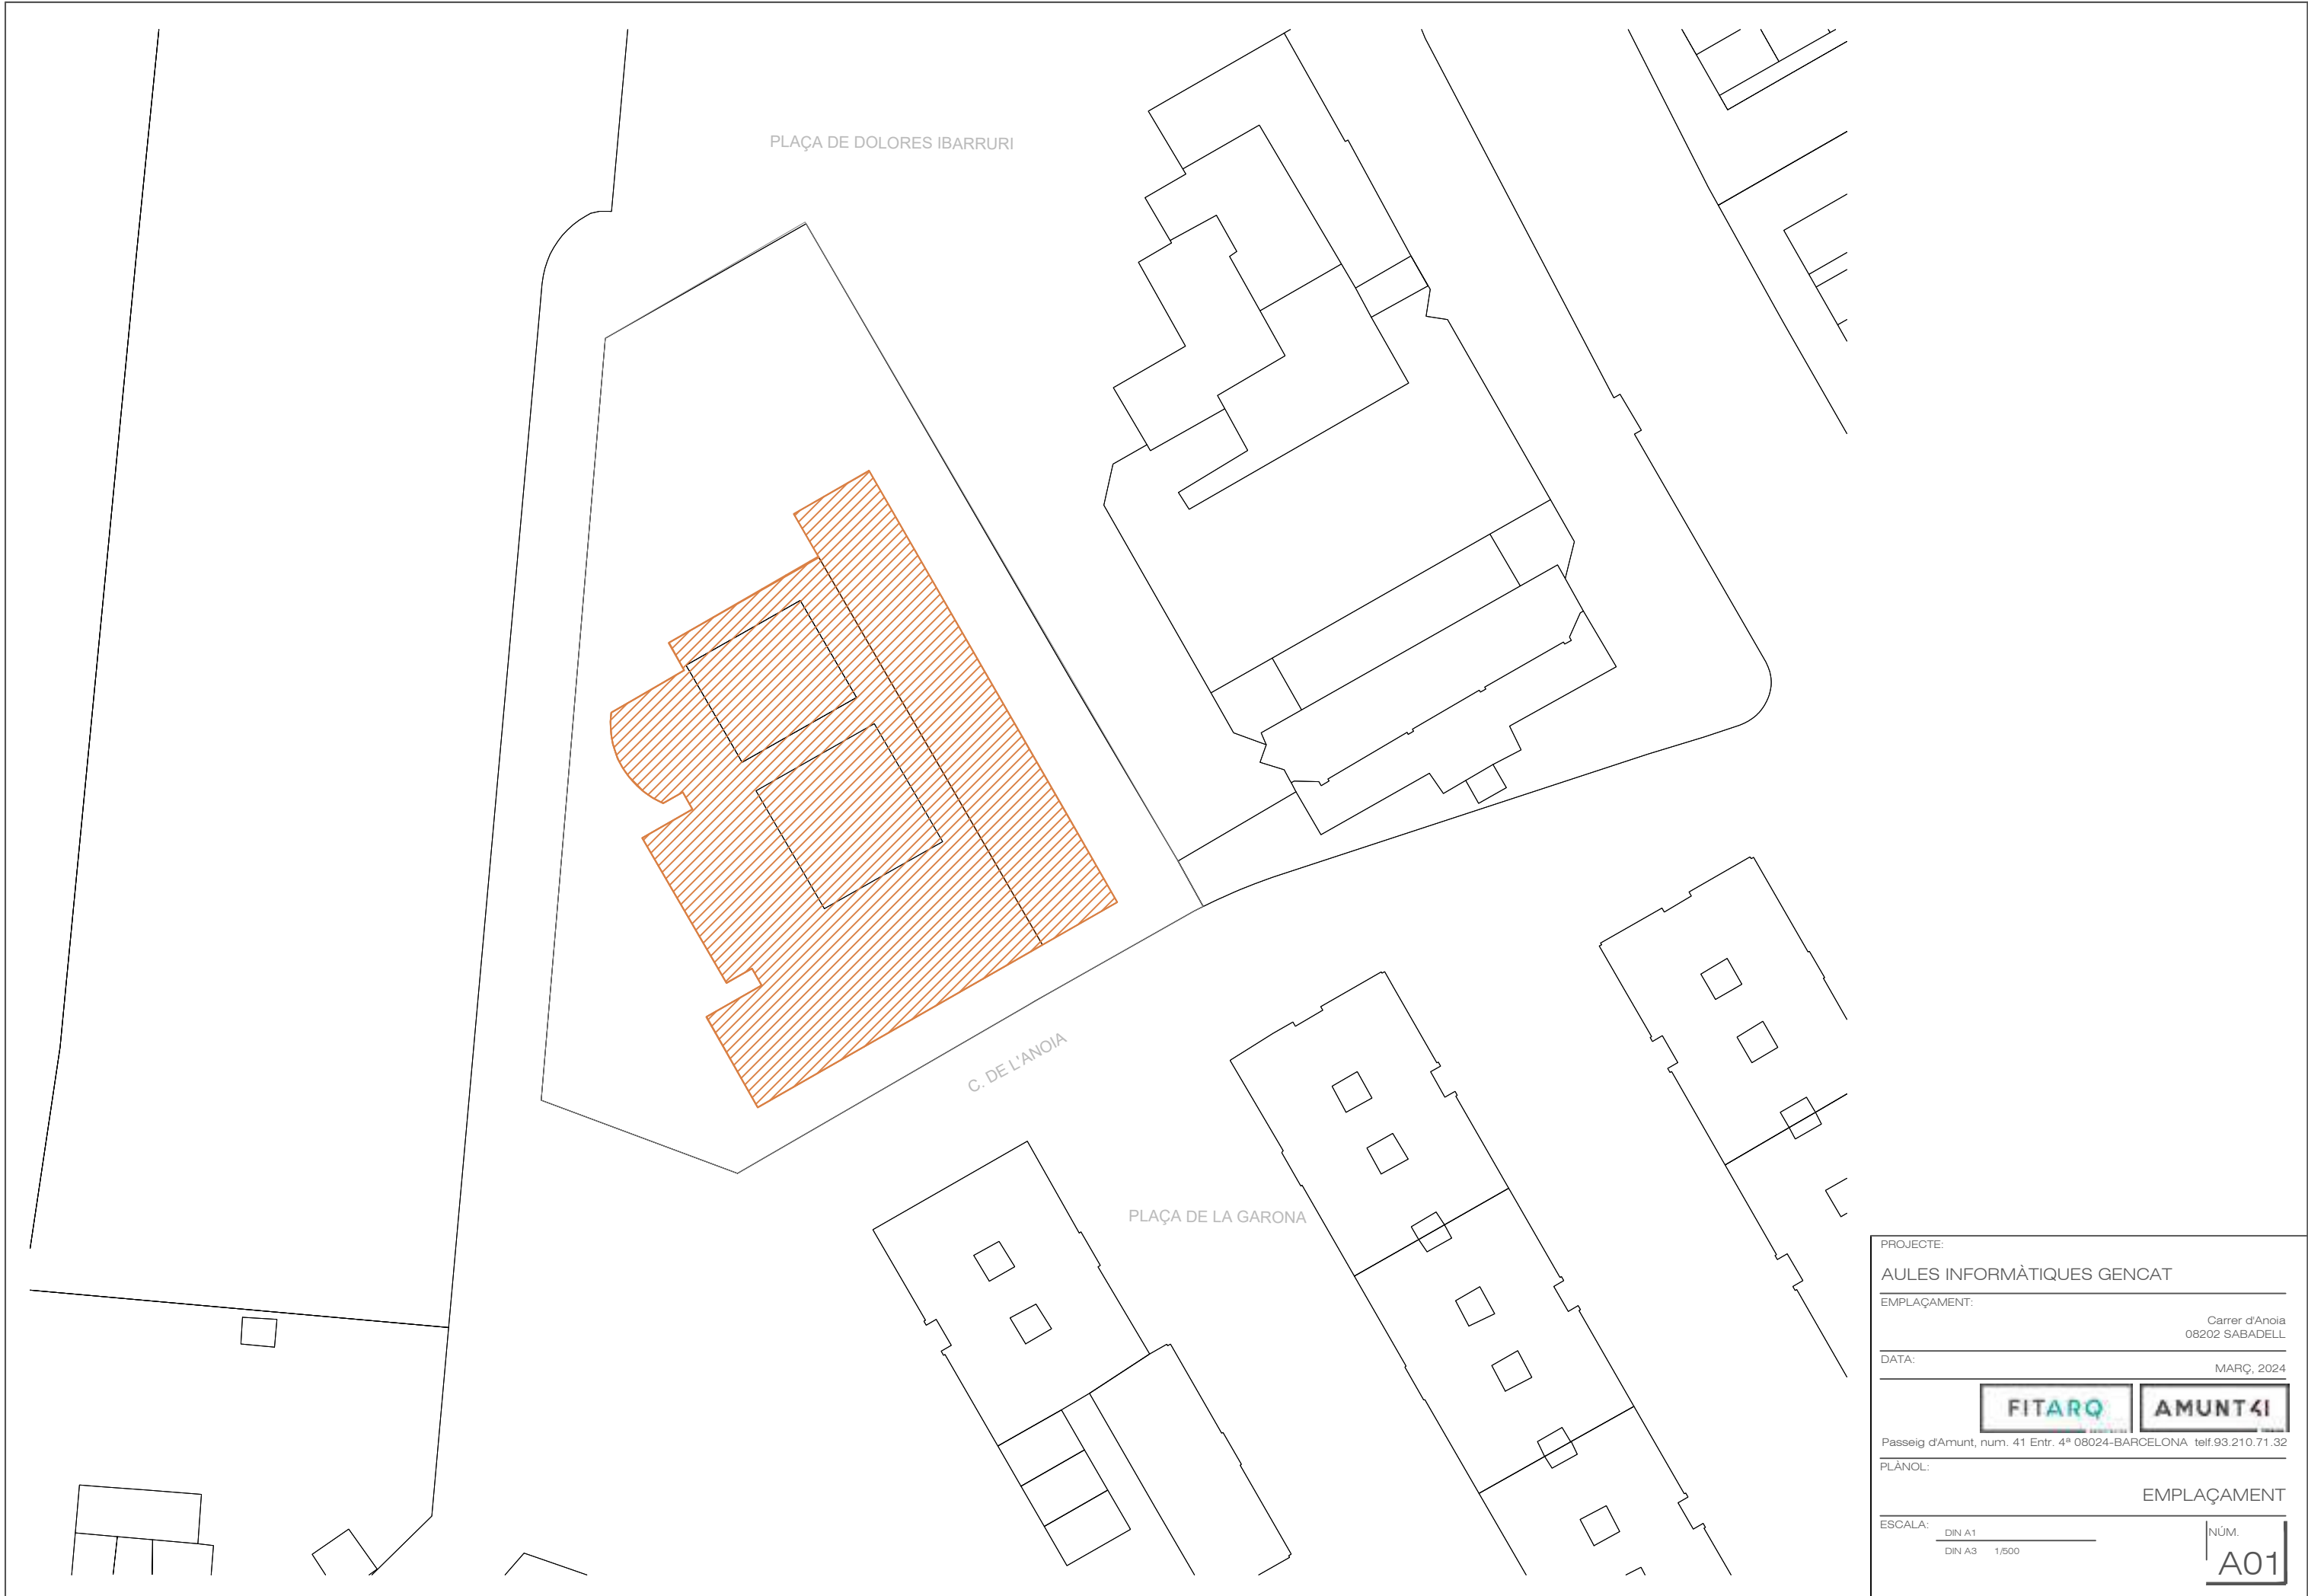 PLAÇA DE DOLORES IBARRURI
C. DE L'ANOIA
PLAÇA DE LA GARONA
PROJECTE:
AULES INFORMÀTIQUES GENCAT
EMPLAÇAMENT:
Carrer d'Anoia
08202 SABADELL
DATA:
MARÇ, 2024
FITARQ AMUNT41
Passeig d'Amunt, num. 41 Entr. 4ª 08024-BARCELONA telf.93.210.71.32
PLÀNOL:
EMPLAÇAMENT
ESCALA:
DIN A1
DIN A3 1/500
NÚM.
A01